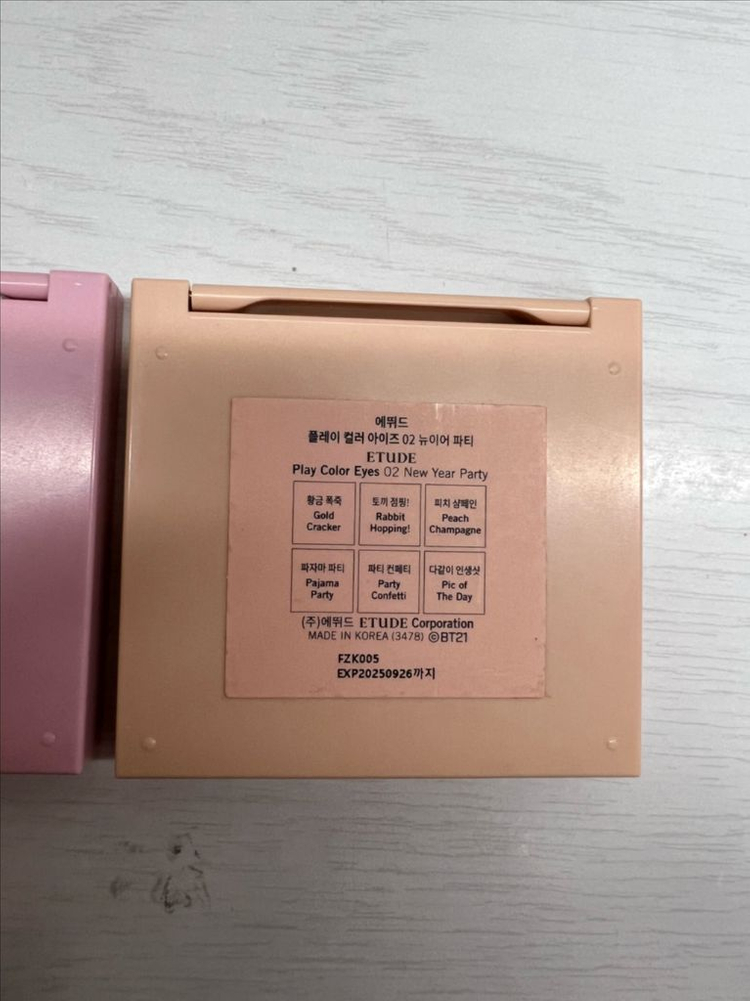 에뛰드
플레이 컬러 아이즈 02 뉴이어 파티
ETUDE
Play Color Eyes 02 New Year Party
황금 폭죽
Gold
Cracker
토끼 점핑!
Rabbit
Hopping!
피치 샴페인
Peach
Champagne
파자마 파티
Pajama
Party
파티 컨페티
Party
Confetti
다같이 인생샷
Pic of
The Day
(주)에뛰드 ETUDE Corporation
MADE IN KOREA (3478) ©BT21
FZK005
EXP20250926까지